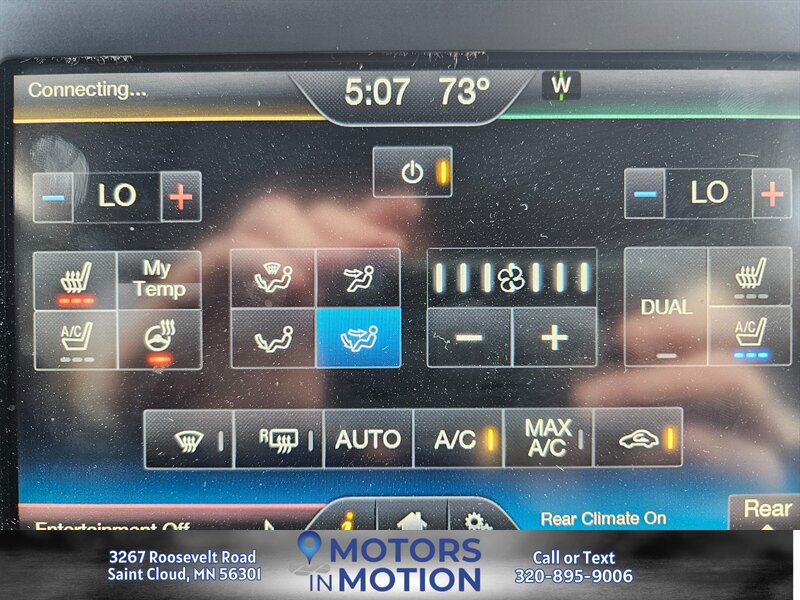 Connecting...
5:07 73°
W
LO
LO
My
Temp
A/C
DUAL
A/C
R
AUTO
A/C
MAX
A/C
Entertainment Off
i
Rear Climate On
Rear
3267 Roosevelt Road
Saint Cloud, MN 56301
MOTORS
IN MOTION
Call or Text
320-895-9006